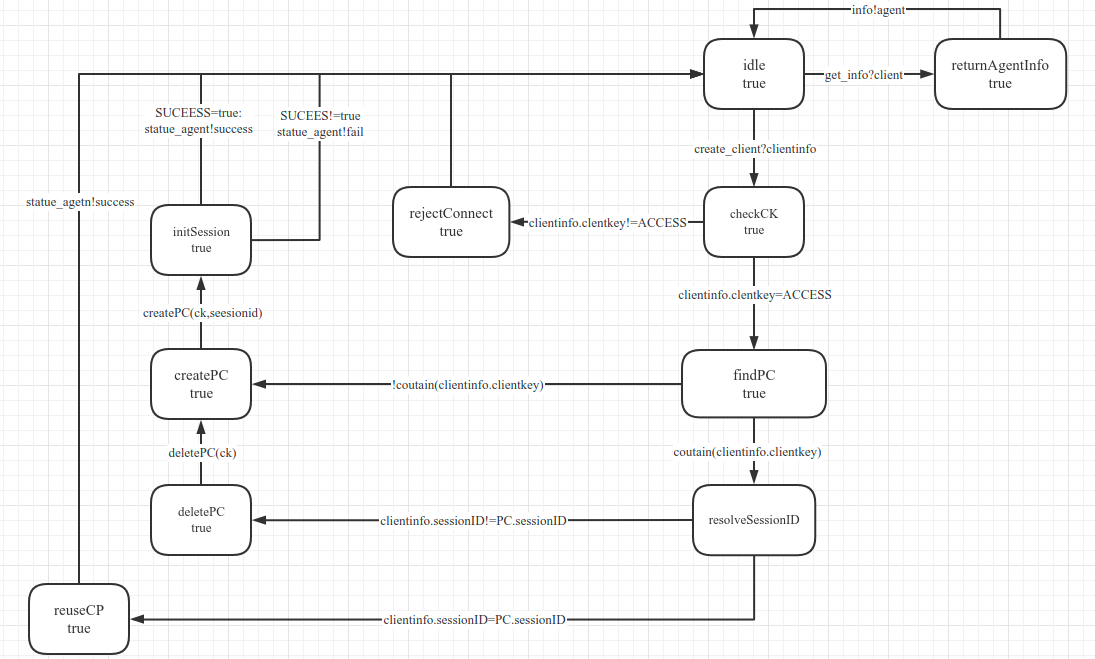 info!agent
idle
true
get_info?client
returnAgentInfo
true
SUCEESS=true:
statue_agent!success
SUCEES!=true
statue_agent!fail
create_client?clientinfo
statue_agetn!success
initSession
true
rejectConnect
true
clientinfo.clentkey!=ACCESS
checkCK
true
createPC(ck,seesionid)
clientinfo.clentkey=ACCESS
createPC
true
!coutain(clientinfo.clientkey)
findPC
true
deletePC(ck)
coutain(clientinfo.clientkey)
deletePC
true
clientinfo.sessionID!=PC.sessionID
resolveSessionID
reuseCP
true
clientinfo.sessionID=PC.sessionID